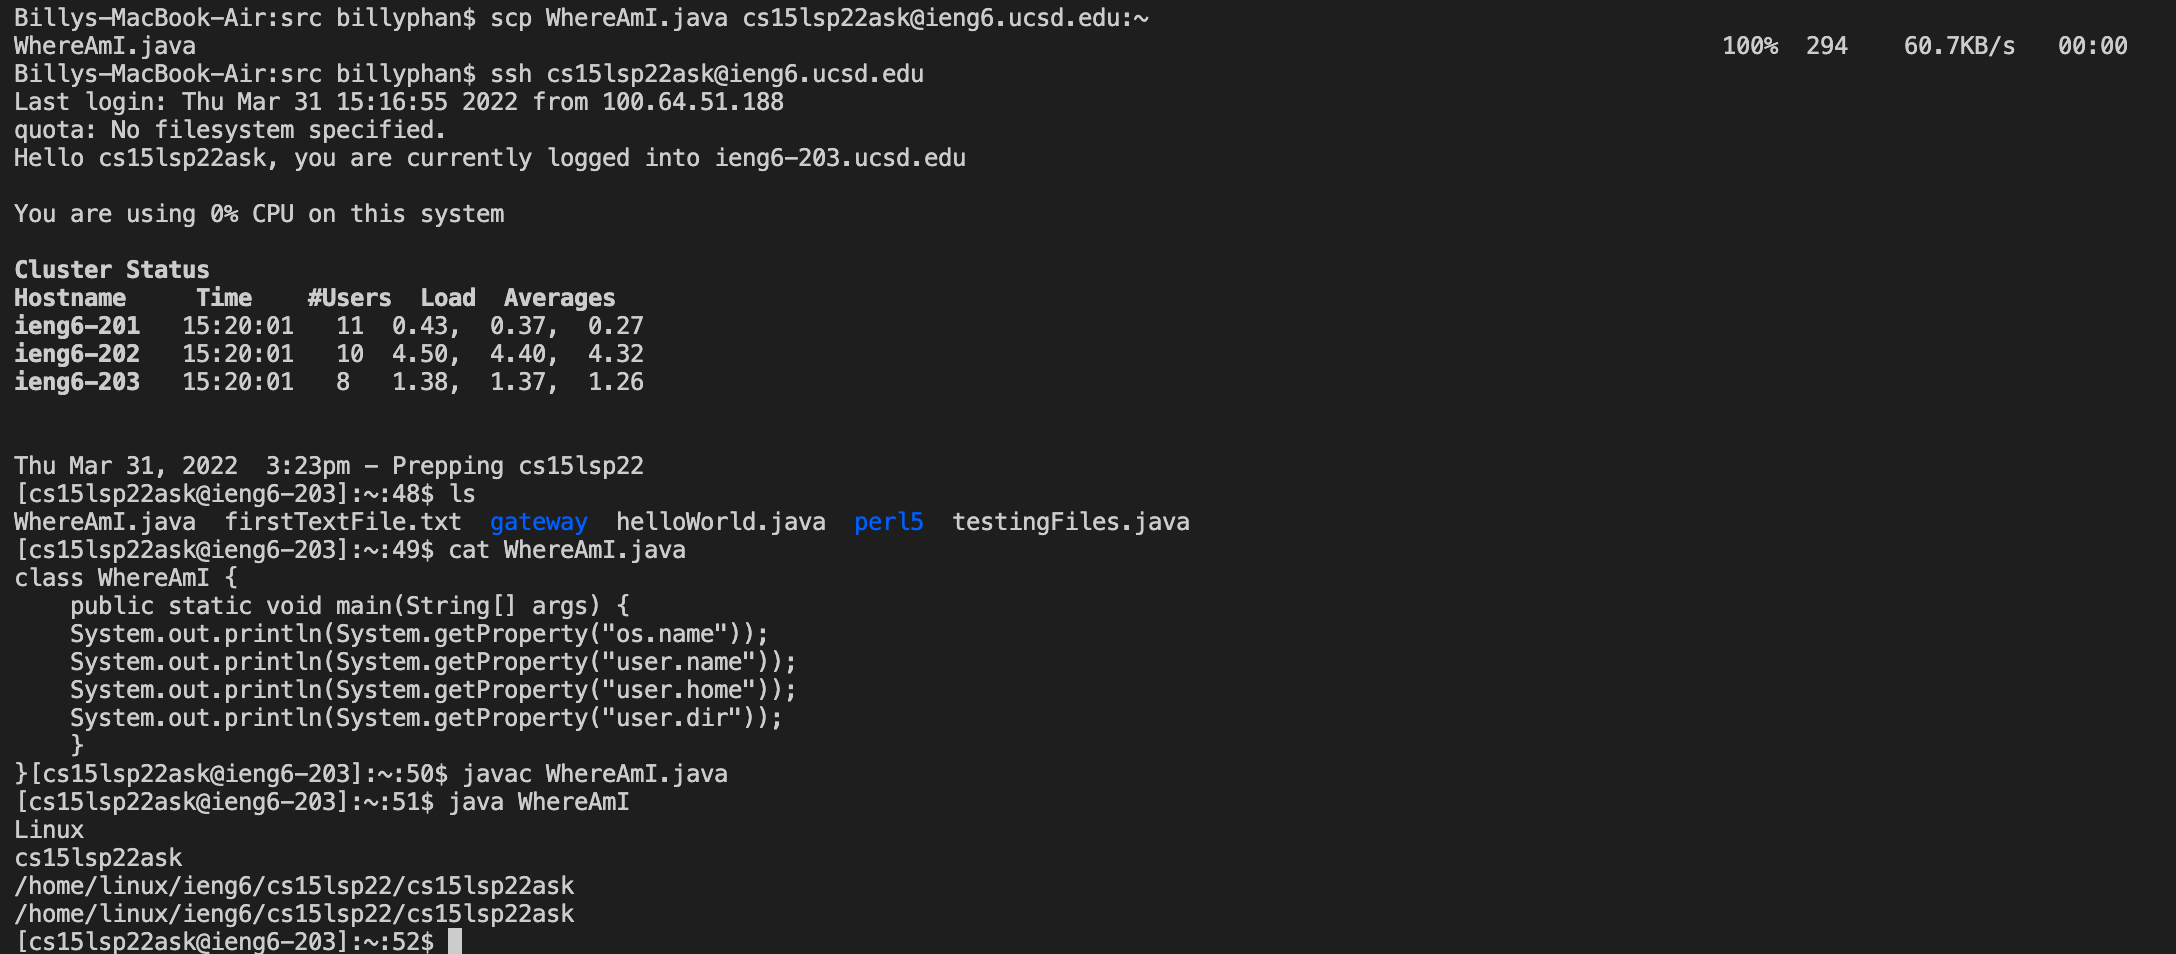 Billys-MacBook-Air:src billyphan$ scp WhereAmI.java cs15lsp22ask@ieng6.ucsd.edu:~
WhereAmI.java 100% 294 60.7KB/s 00:00
Billys-MacBook-Air:src billyphan$ ssh cs15lsp22ask@ieng6.ucsd.edu
Last login: Thu Mar 31 15:16:55 2022 from 100.64.51.188
quota: No filesystem specified.
Hello cs15lsp22ask, you are currently logged into ieng6-203.ucsd.edu
You are using 0% CPU on this system
Cluster Status
Hostname Time #Users Load Averages
ieng6-201 15:20:01 11 0.43, 0.37, 0.27
ieng6-202 15:20:01 10 4.50, 4.40, 4.32
ieng6-203 15:20:01 8 1.38, 1.37, 1.26
Thu Mar 31, 2022 3:23pm - Prepping cs15lsp22
[cs15lsp22ask@ieng6-203]:~:48$ ls
WhereAmI.java firstTextFile.txt gateway helloWorld.java perl5 testingFiles.java
[cs15lsp22ask@ieng6-203]:~:49$ cat WhereAmI.java
class WhereAmI {
    public static void main(String[] args) {
    System.out.println(System.getProperty("os.name"));
    System.out.println(System.getProperty("user.name"));
    System.out.println(System.getProperty("user.home"));
    System.out.println(System.getProperty("user.dir"));
    }
}[cs15lsp22ask@ieng6-203]:~:50$ javac WhereAmI.java
[cs15lsp22ask@ieng6-203]:~:51$ java WhereAmI
Linux
cs15lsp22ask
/home/linux/ieng6/cs15lsp22/cs15lsp22ask
/home/linux/ieng6/cs15lsp22/cs15lsp22ask
[cs15lsp22ask@ieng6-203]:~:52$